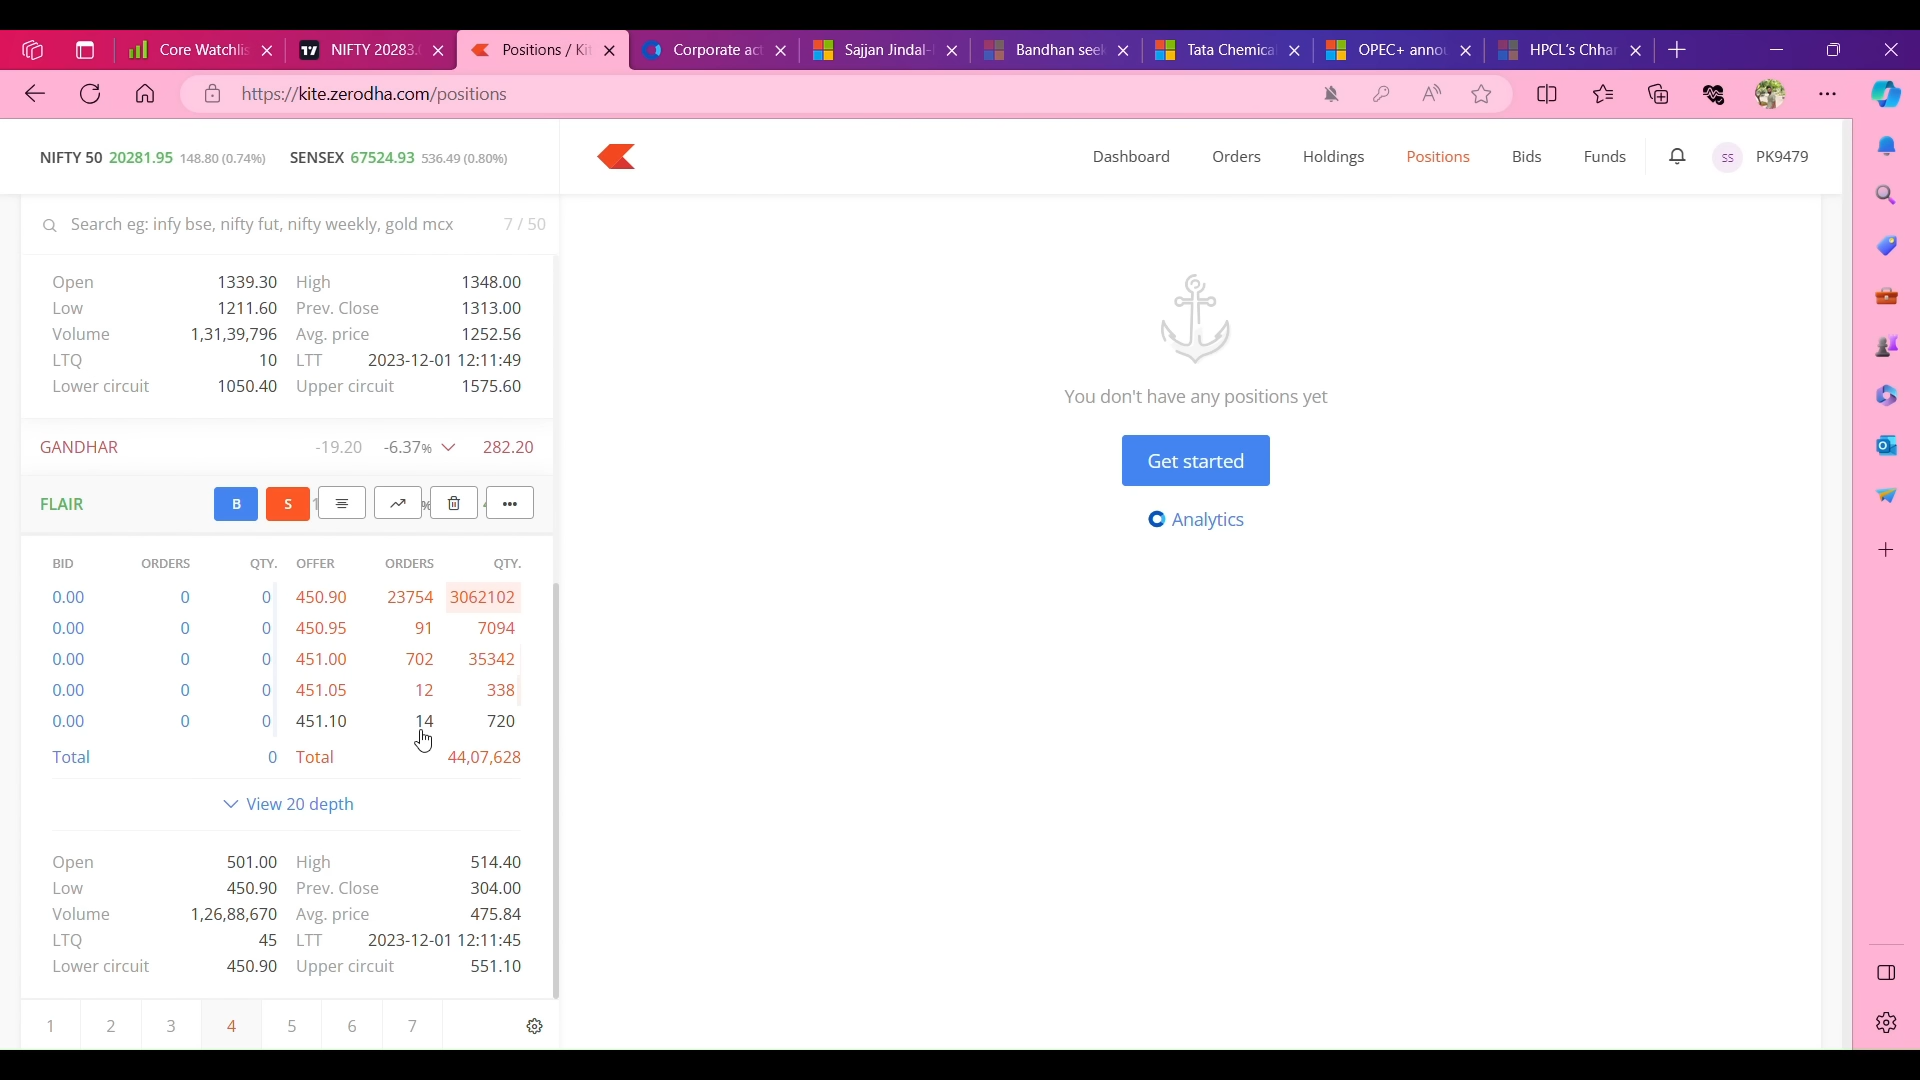 Core Watchlis
NIFTY 20283.
Positions / Kit
Corporate act
Sajjan Jindal-
Bandhan seek
Tata Chemical
OPEC+ annou
HPCL's Chhar
https://kite.zerodha.com/positions
NIFTY 50 20281.95 148.80 (0.74%) SENSEX 67524.93 536.49 (0.80%)
Dashboard Orders Holdings Positions Bids Funds SS PK9479
Search eg: infy bse, nifty fut, nifty weekly, gold mcx 7 / 50
Open 1339.30 High 1348.00
Low 1211.60 Prev. Close 1313.00
Volume 1,31,39,796 Avg. price 1252.56
LTQ 10 LTT 2023-12-01 12:11:49
Lower circuit 1050.40 Upper circuit 1575.60
GANDHAR -19.20 -6.37% 282.20
FLAIR B S
BID ORDERS QTY. OFFER ORDERS QTY.
0.00 0 0 450.90 23754 3062102
0.00 0 0 450.95 91 7094
0.00 0 0 451.00 702 35342
0.00 0 0 451.05 12 338
0.00 0 0 451.10 14 720
Total 0 Total 44,07,628
View 20 depth
Open 501.00 High 514.40
Low 450.90 Prev. Close 304.00
Volume 1,26,88,670 Avg. price 475.84
LTQ 45 LTT 2023-12-01 12:11:45
Lower circuit 450.90 Upper circuit 551.10
1 2 3 4 5 6 7
You don't have any positions yet
Get started
Analytics